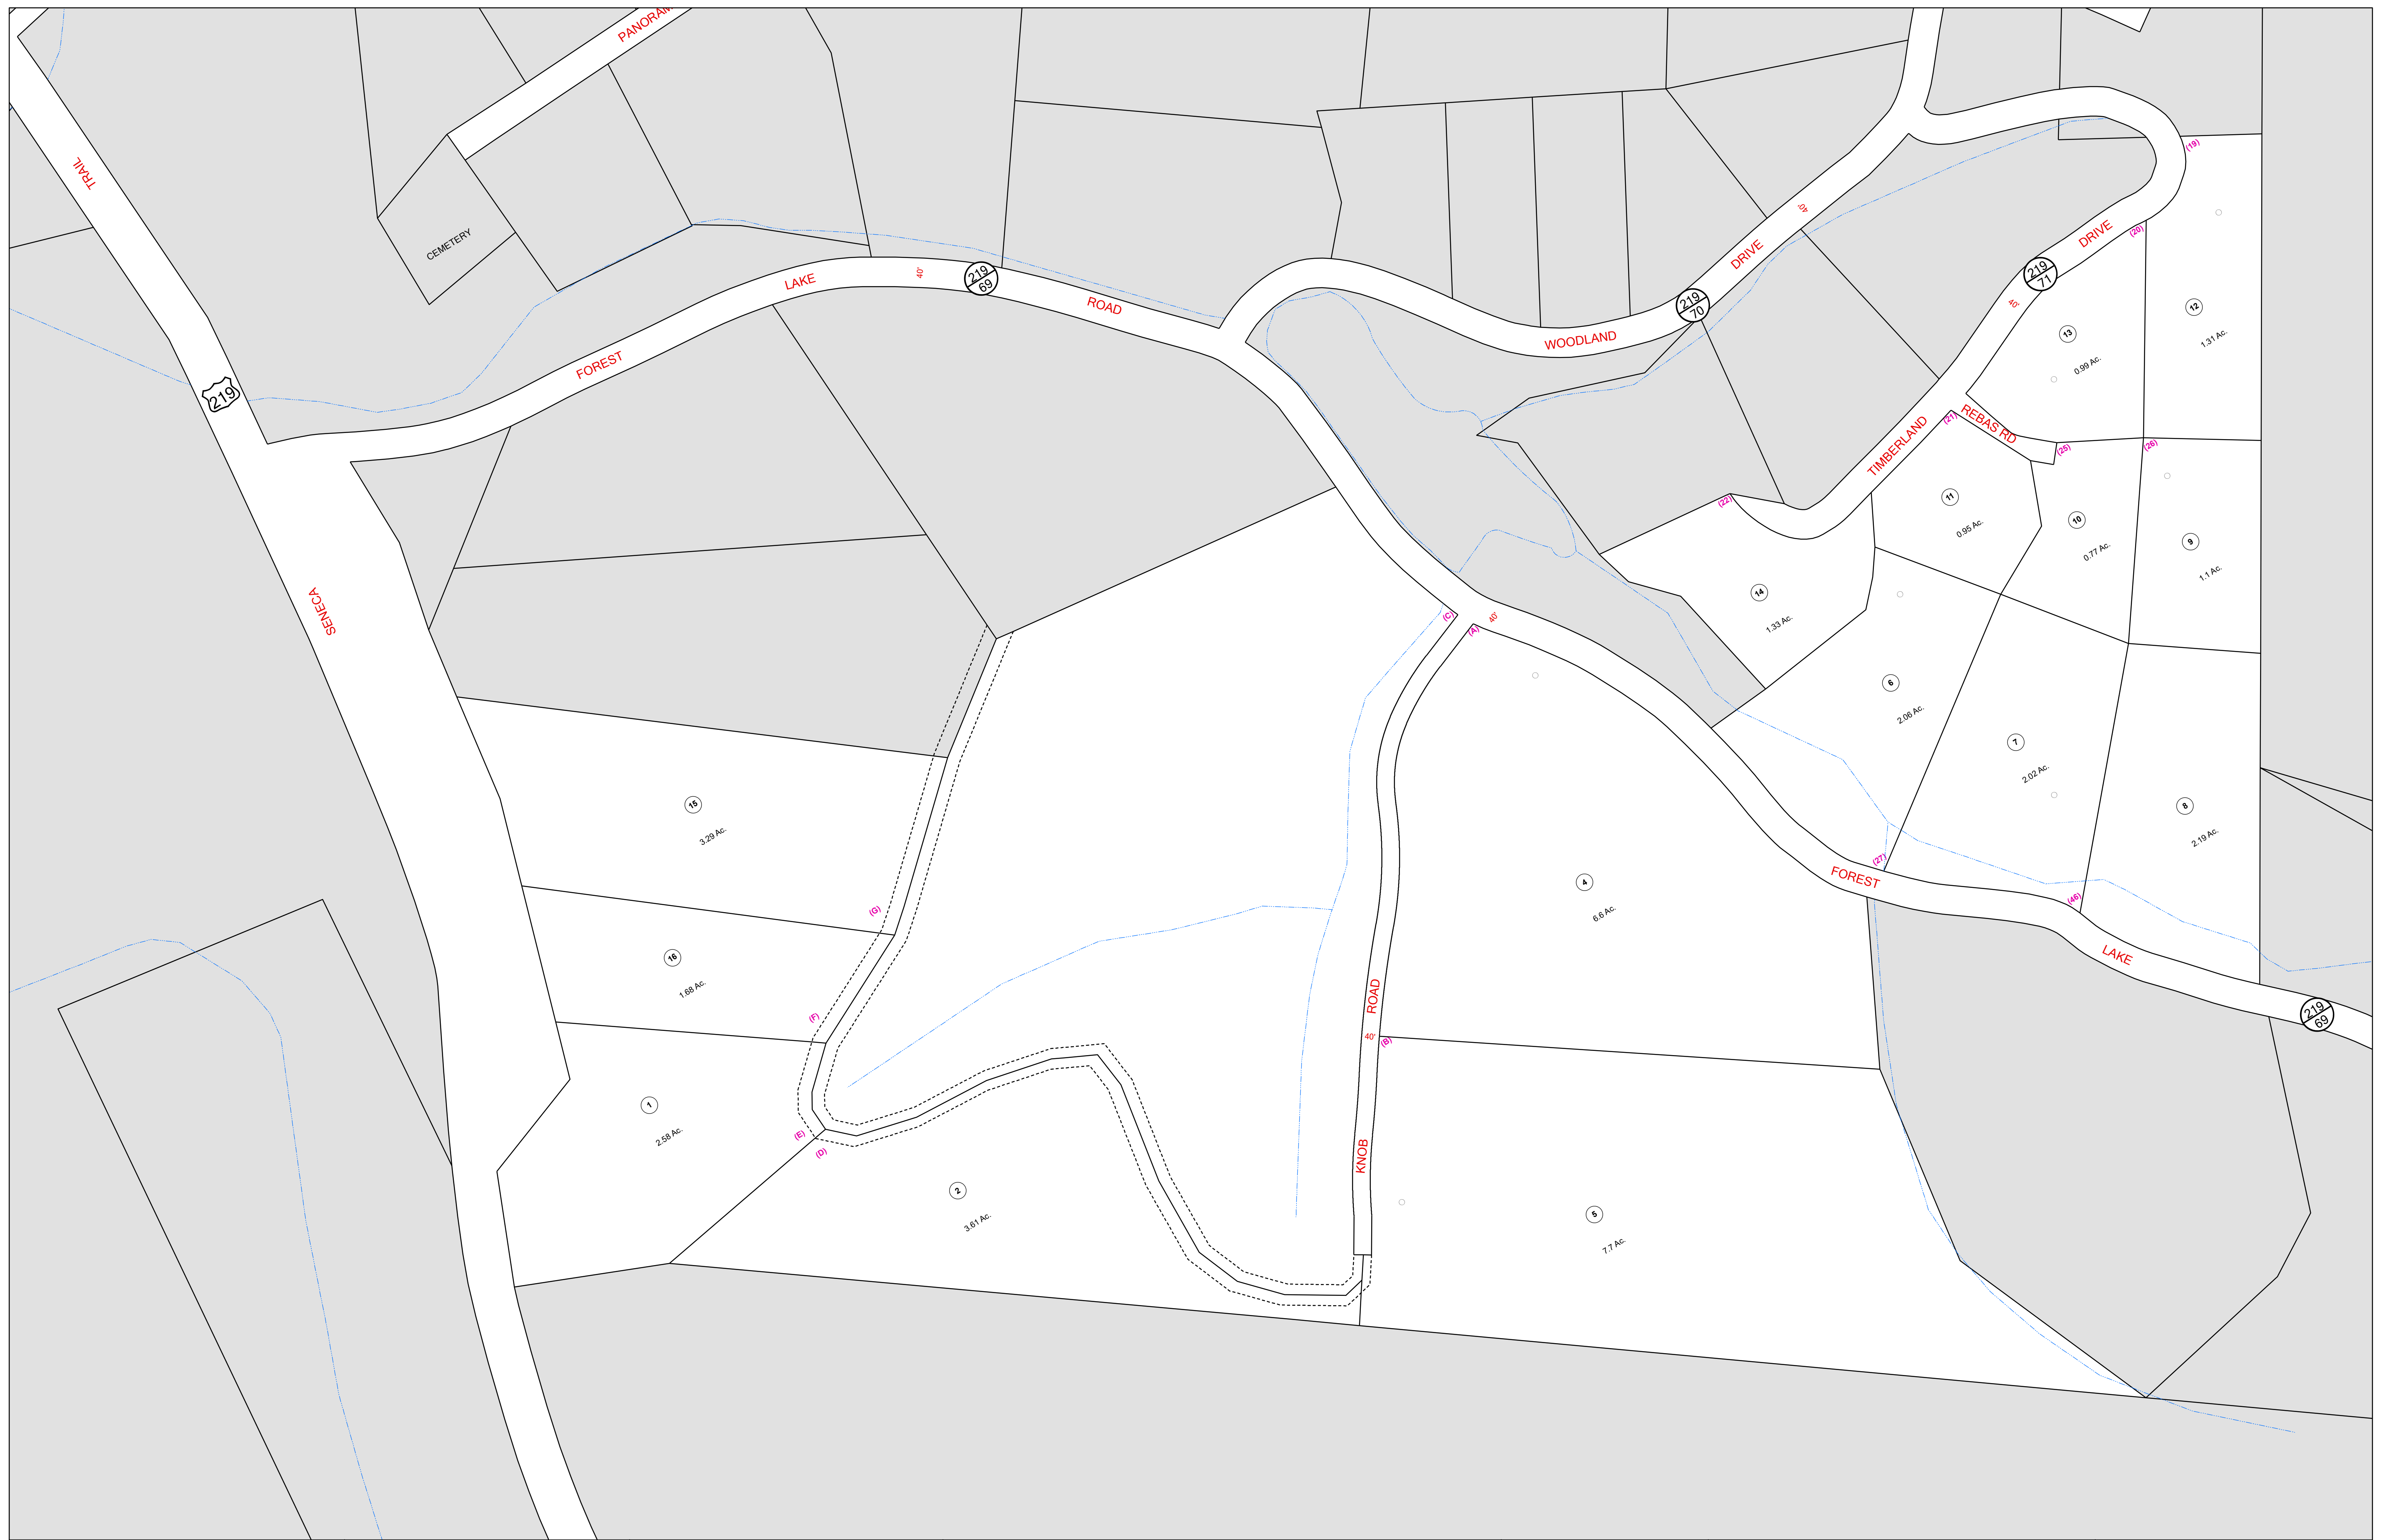 PANORAM
(19)
TRAIL
40'
(20)
DRIVE
CEMETERY
DRIVE
219
71
219
69
LAKE
40'
40'
ROAD
219
70
12
1.31 Ac.
13
0.99 Ac.
WOODLAND
FOREST
219
(21)
REBAS RD
TIMBERLAND
(25)
(26)
(22)
11
0.95 Ac.
10
0.77 Ac.
9
1.1 Ac.
SENECA
14
1.33 Ac.
(C)
(A)
40'
6
2.06 Ac.
7
2.02 Ac.
15
3.29 Ac.
8
2.19 Ac.
(27)
FOREST
4
6.6 Ac.
(G)
(46)
LAKE
16
1.68 Ac.
ROAD
(F)
219
69
40'
(B)
1
2.58 Ac.
(E)
(D)
KNOB
2
3.61 Ac.
5
7.7 Ac.